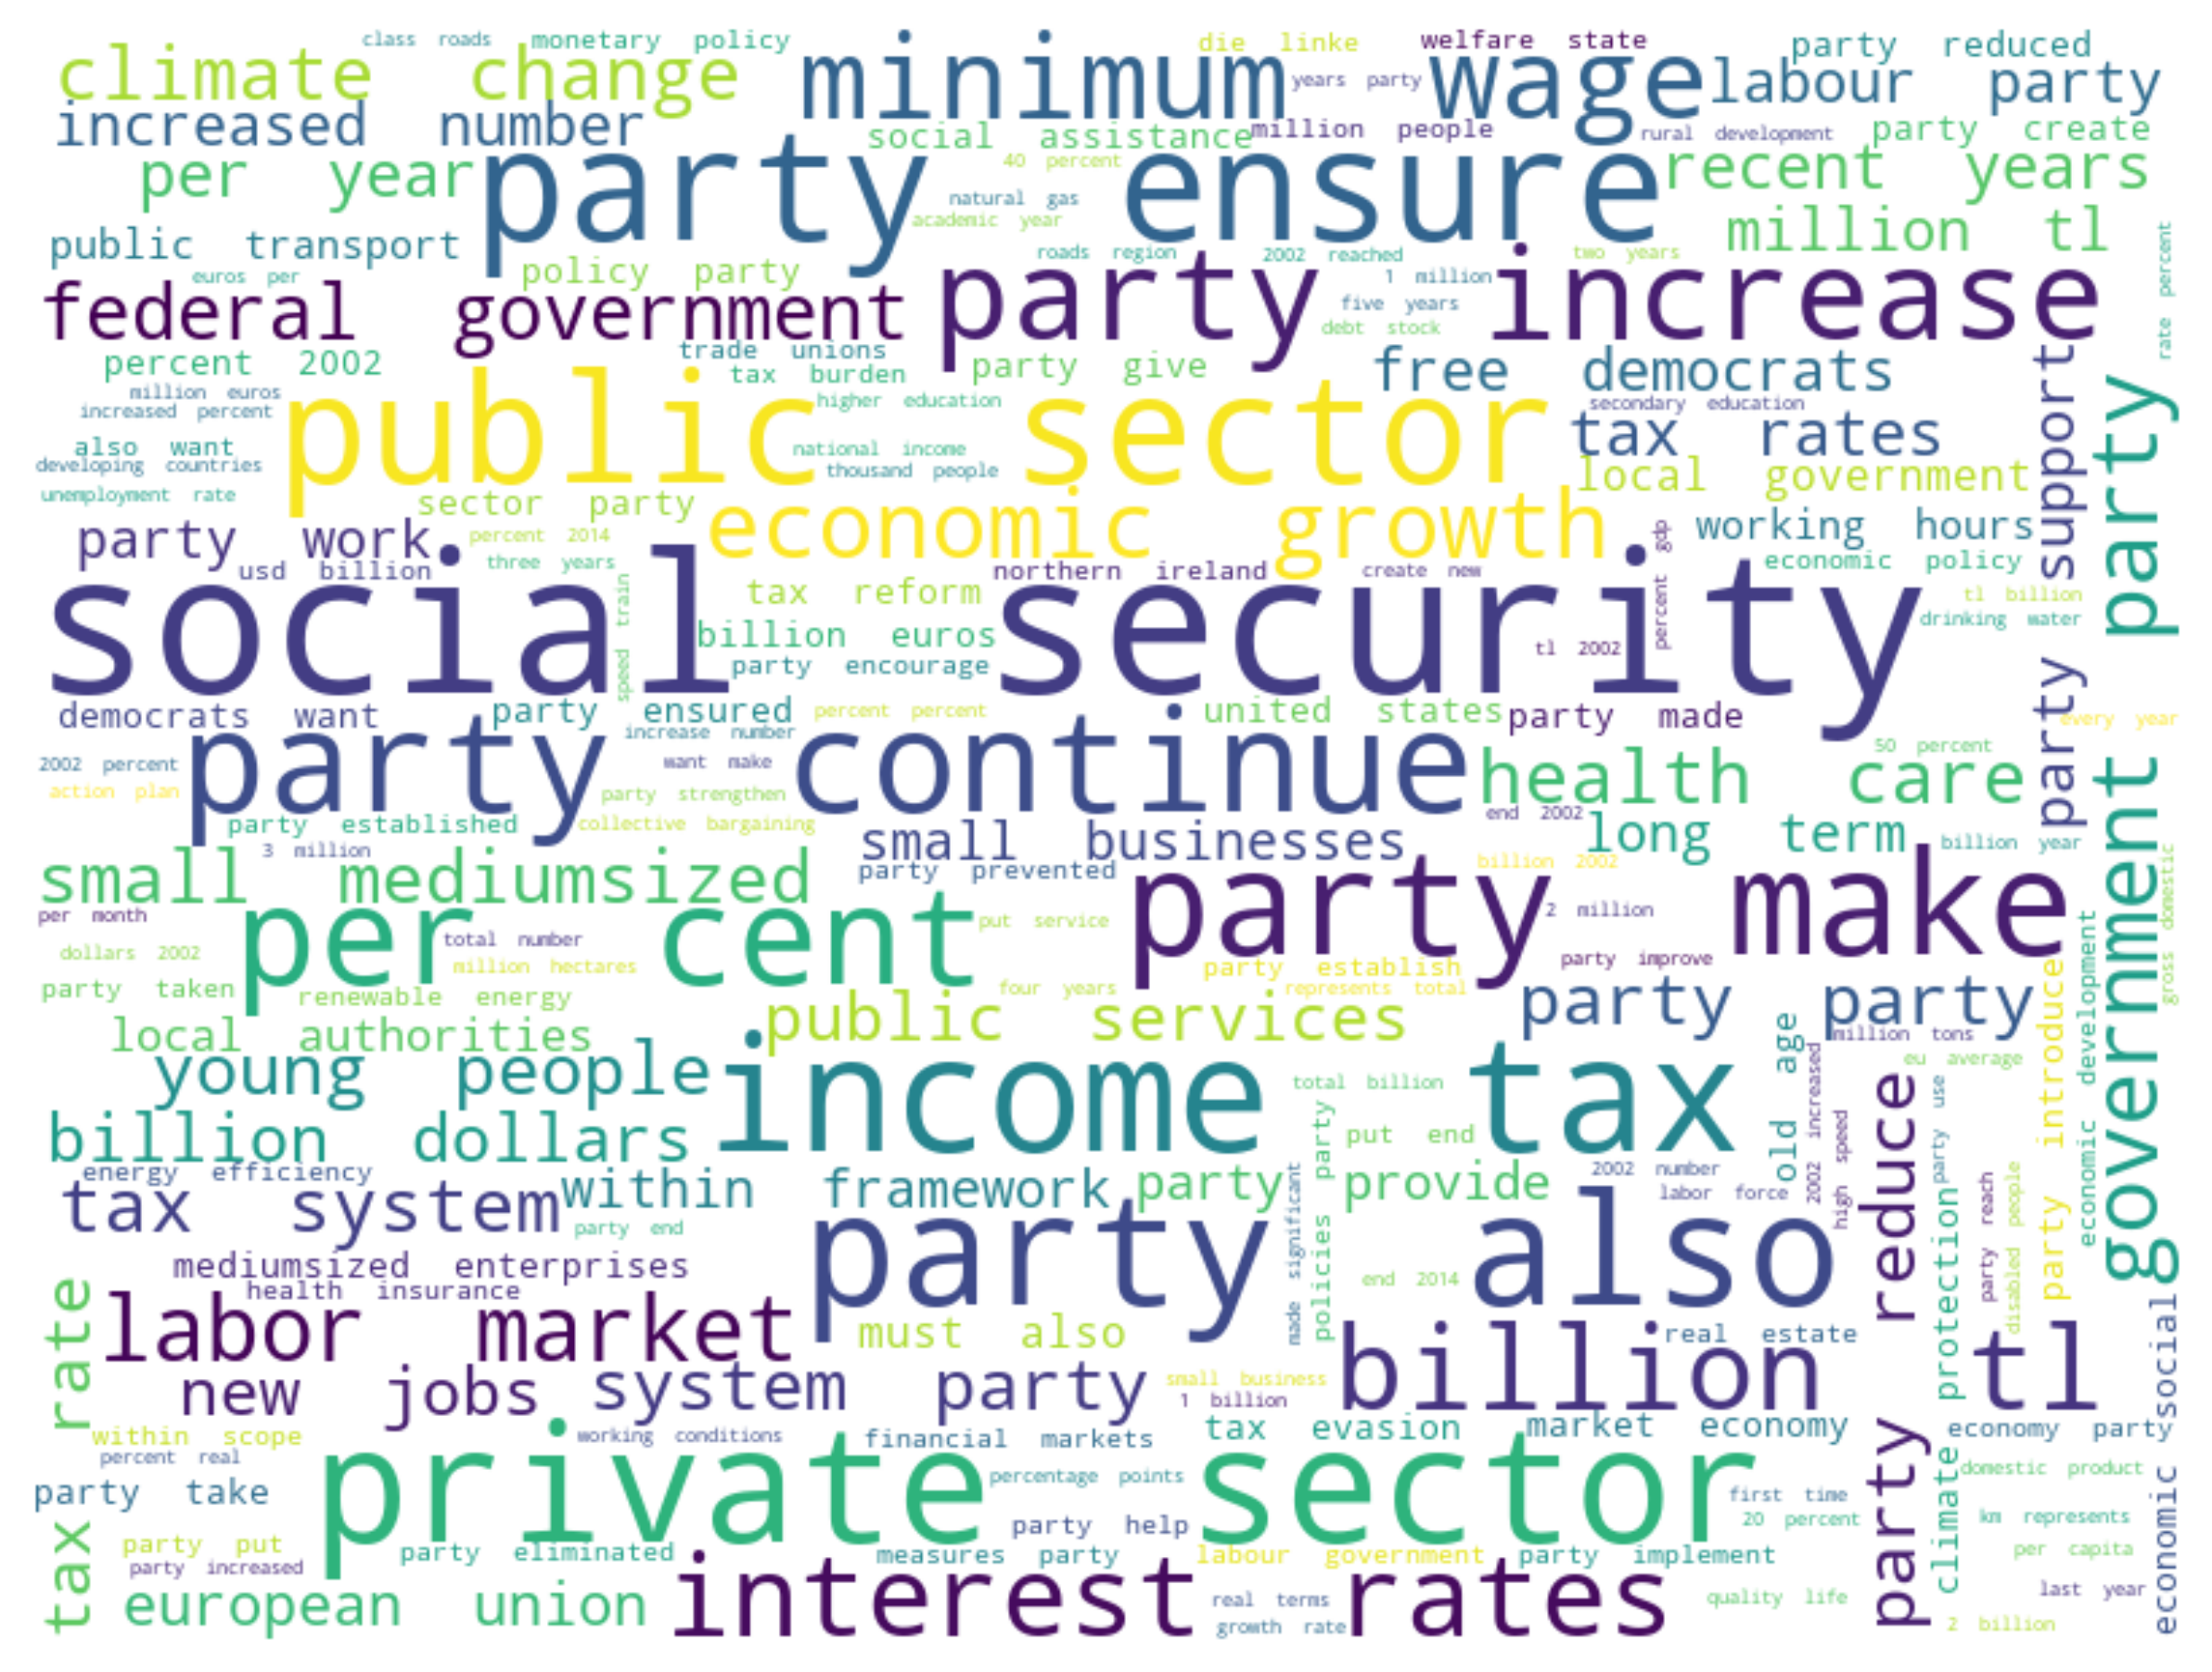 class roads
monetary policy
die linke
welfare state
party reduced
climate change
minimum wage
years party
labour party
increased number
social assistance
million people
rural development
party create
per year
party ensure
40 percent
recent years
natural gas
academic year
million tl
public transport
roads region
2002 reached
two years
rate percent
euros per
policy party
1 million
federal government
party increase
five years
debt stock
percent 2002
trade unions
party give
free democrats
party support
tax burden
million euros
increased percent
public sector
higher education
secondary education
party government
also want
national income
tax rates
developing countries
thousand people
local government
unemployment rate
sector party
economic growth
party work
percent 2014
percent gdp
working hours
usd billion
three years
northern ireland
create new
economic policy
social security
speed train
tax reform
tl billion
billion euros
drinking water
party encourage
tl 2002
democrats want
party ensured
percent percent
united states
party made
every year
party continue
increase number
2002 percent
want make
health care
50 percent
action plan
party strengthen
party established
collective bargaining
small businesses
end 2002
long term
3 million
billion year
small mediumsized
party prevented
billion 2002
party make
gross domestic
per cent
per month
put service
2 million
total number
dollars 2002
million hectares
party establish
party improve
economic development
party taken
renewable energy
four years
represents total
party introduce
party party
local authorities
public services
old age
million tons
young people
income tax
2002 increased
eu average
total billion
party reduce
party use
billion dollars
policies party
put end
high speed
energy efficiency
tax system
within framework
party provide
made significant
2002 number
disabled people
party reach
labor force
climate protection
party also
party end
mediumsized enterprises
health insurance
end 2014
tax rate
labor market
must also
billion tl
real estate
economic social
new jobs
system party
small business
1 billion
within scope
working conditions
financial markets
tax evasion
market economy
economy party
private sector
percent real
percentage points
domestic product
party take
first time
party help
20 percent
km represents
party put
party eliminated
measures party
labour government
party implement
per capita
party increased
european union
interest rates
real terms
quality life
last year
growth rate
2 billion